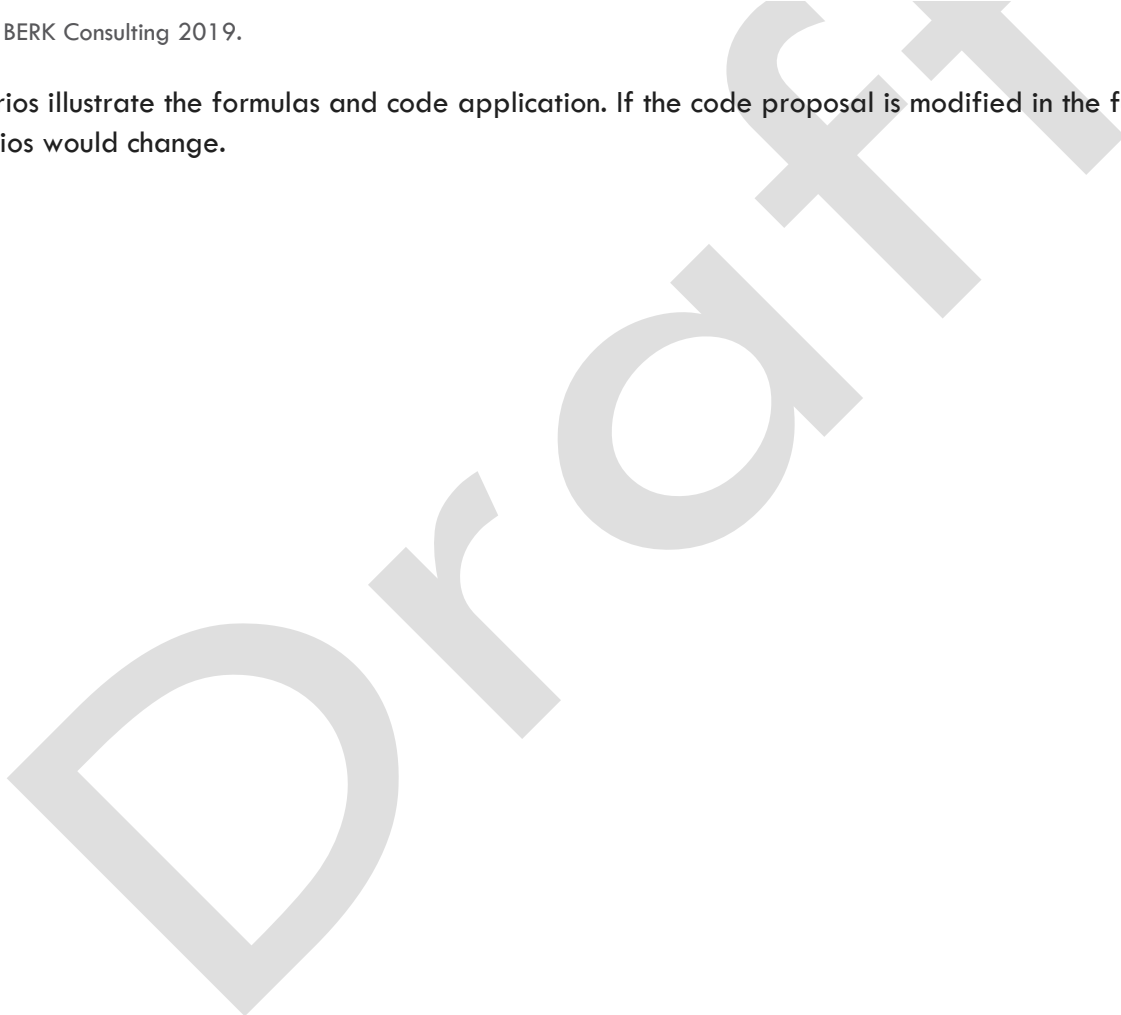 BERK Consulting 2019.
rios illustrate the formulas and code application. If the code proposal is modified in the f
ios would change.
Draft